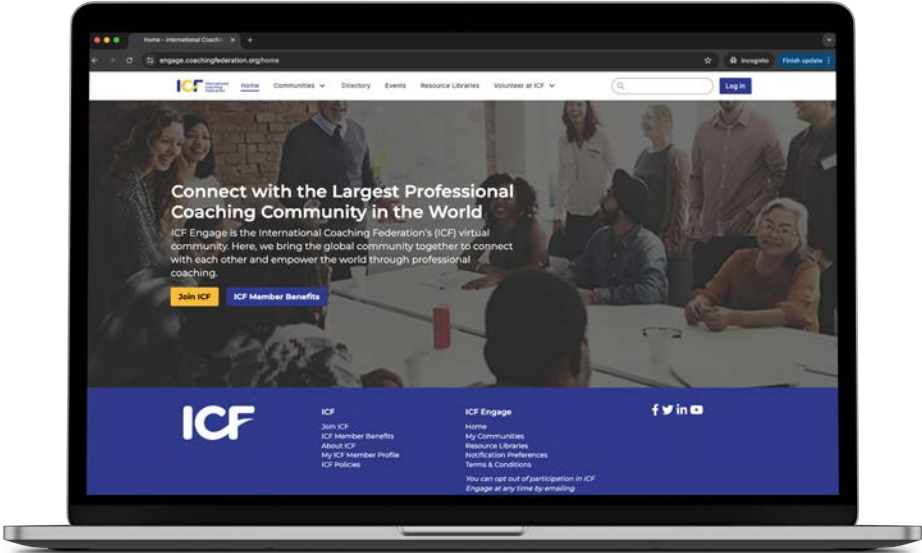 Home - International Coachi
engage.coachingfederation.org/home
Incognito
Finish update
ICF International Coaching Federation
Home
Communities
Directory
Events
Resource Libraries
Volunteer at ICF
Log in
Connect with the Largest Professional
Coaching Community in the World
ICF Engage is the International Coaching Federation's (ICF) virtual
community. Here, we bring the global community together to connect
with each other and empower the world through professional
coaching.
Join ICF
ICF Member Benefits
ICF
ICF
Join ICF
ICF Member Benefits
About ICF
My ICF Member Profile
ICF Policies
ICF Engage
Home
My Communities
Resource Libraries
Notification Preferences
Terms & Conditions
You can opt out of participation in ICF
Engage at any time by emailing